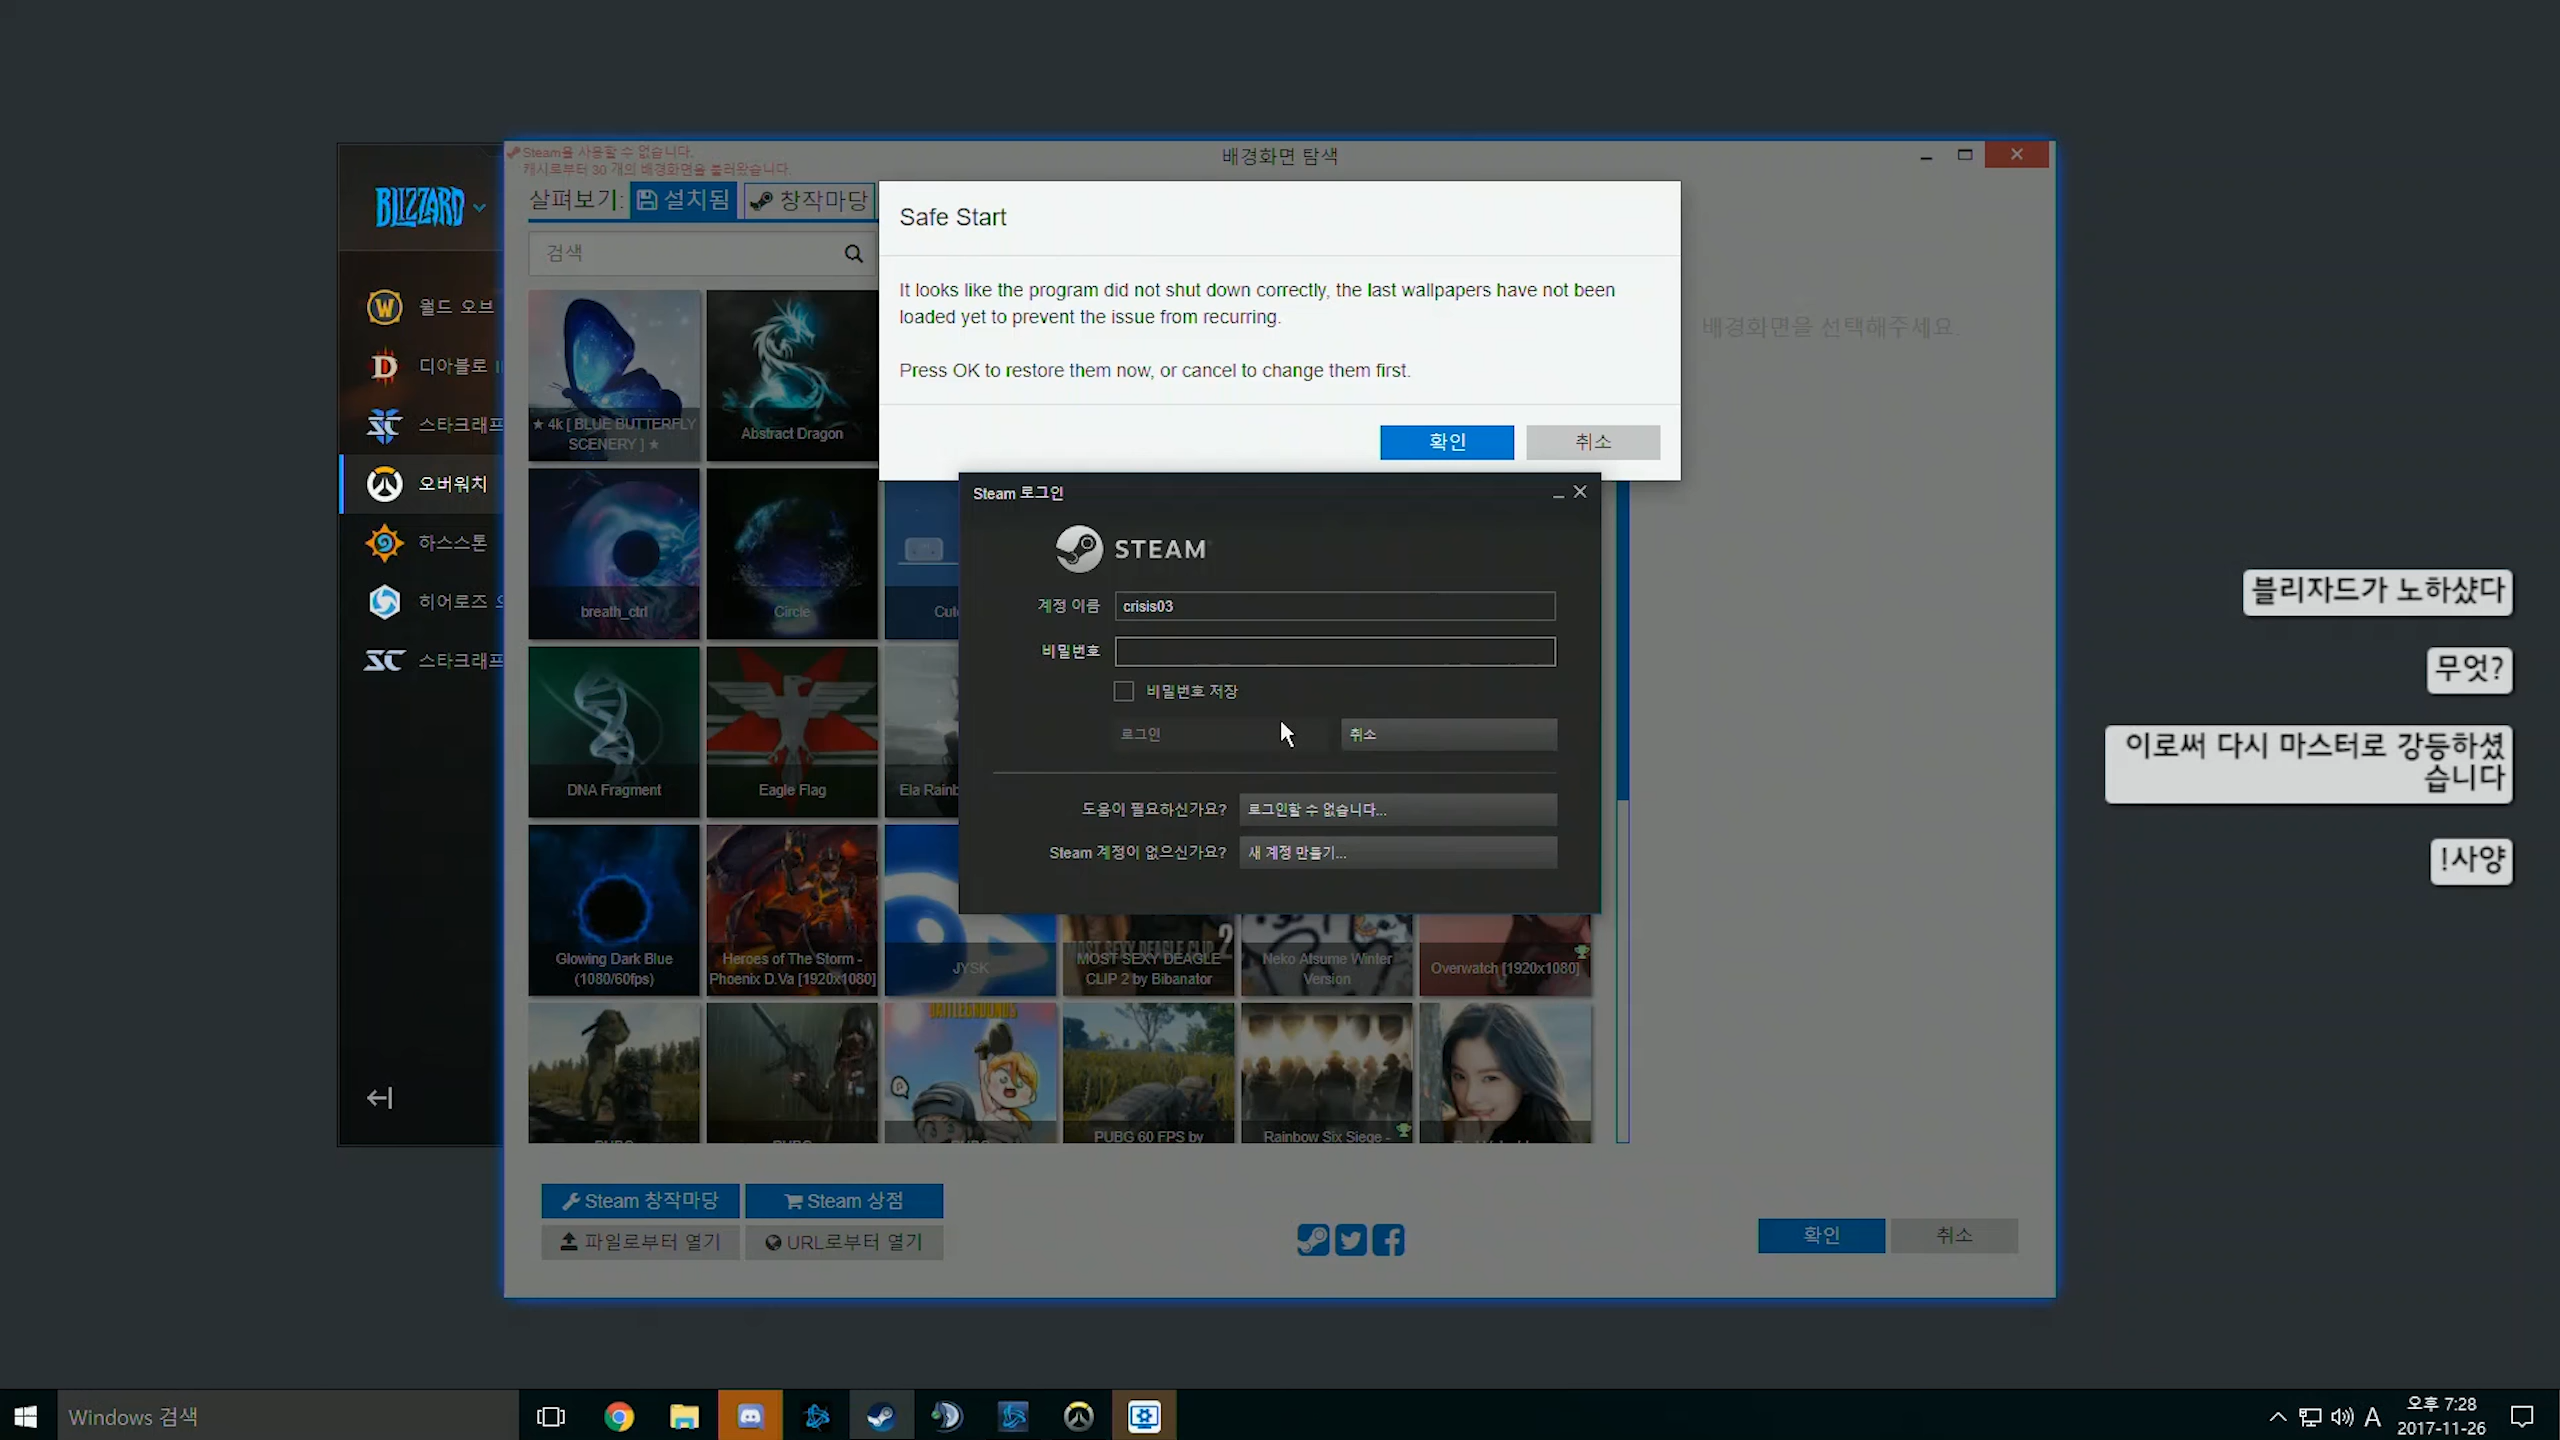 Steam을 사용할 수 없습니다.
캐시로부터 30 개의 배경화면을 불러왔습니다.
배경화면 탐색
BLIZZARD
살펴보기:
설치됨
창작마당
검색
Safe Start
It looks like the program did not shut down correctly, the last wallpapers have not been
loaded yet to prevent the issue from recurring.
Press OK to restore them now, or cancel to change them first.
확인
취소
배경화면을 선택해주세요.
월드 오브
디아블로
스타크래프
오버워치
하스스톤
히어로즈
스타크래프
★ 4k [ BLUE BUTTERFLY
SCENERY ] ★
Abstract Dragon
breath_ctrl
Circle
DNA Fragment
Eagle Flag
Steam 로그인
STEAM
계정 이름
crisis03
비밀번호
비밀번호 저장
로그인
취소
도움이 필요하신가요?
로그인할 수 없습니다...
Steam 계정이 없으신가요?
새 계정 만들기...
Glowing Dark Blue
(1080/60fps)
Heroes of The Storm -
Phoenix D.Va [1920x1080]
JYSK
MOST SEXY DEAGLE CLIP 2
MOST SEXY DEAGLE
CLIP 2 by Bibanator
Neko Atsume Winter
Version
Overwatch [1920x1080]
BATTLEGROUNDS
PUBG
PUBG
PUBG
PUBG 60 FPS by
Rainbow Six Siege -
Steam 창작마당
Steam 상점
파일로부터 열기
URL로부터 열기
확인
취소
블리자드가 노하샸다
무엇?
이로써 다시 마스터로 강등하셨
습니다
!사양
Windows 검색
A
오후 7:28
2017-11-26